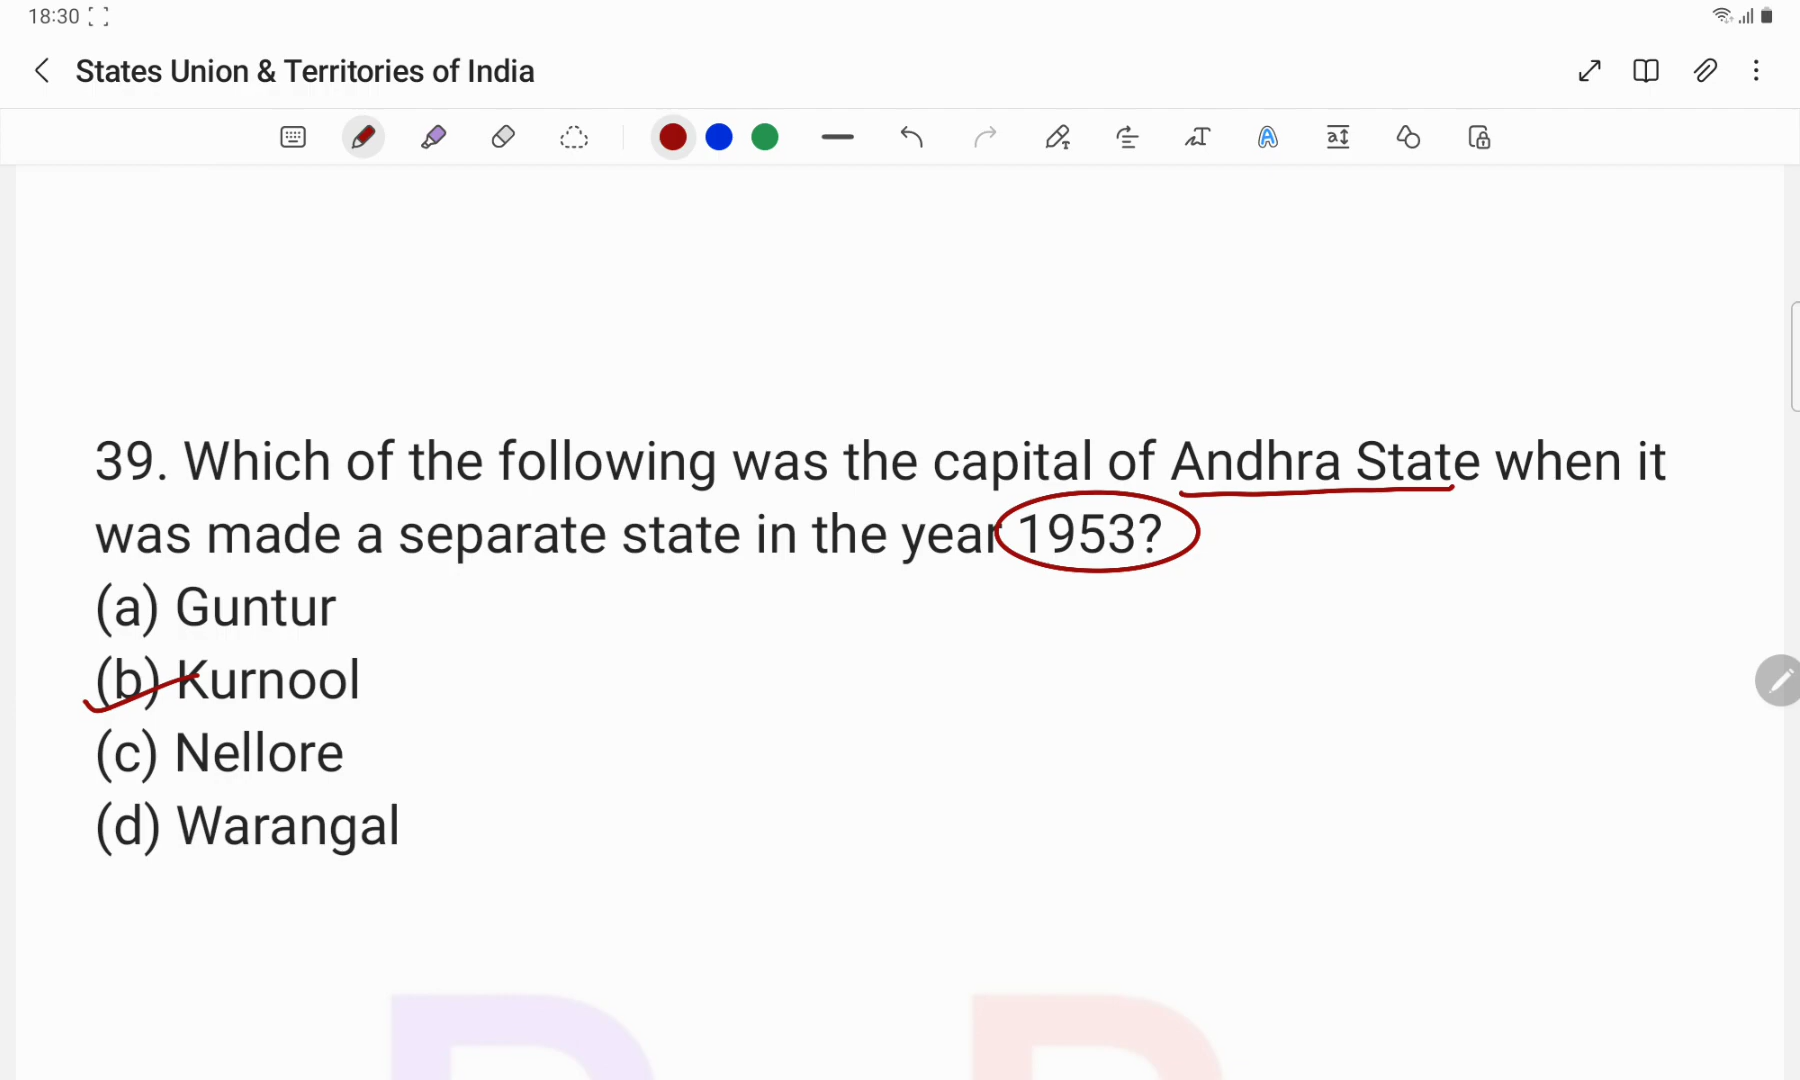 18:30
States Union & Territories of India
39. Which of the following was the capital of Andhra State when it
was made a separate state in the year 1953?
(a) Guntur
(b) Kurnool
(c) Nellore
(d) Warangal